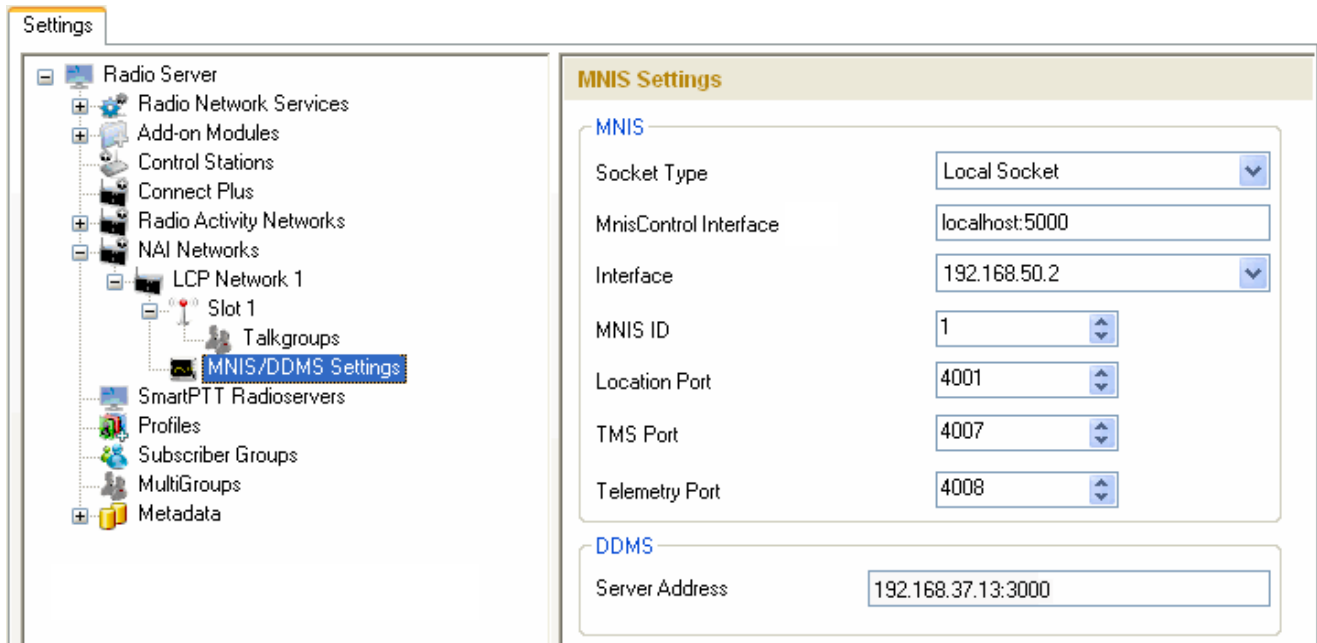 Settings
Radio Server
Radio Network Services
Add-on Modules
Control Stations
Connect Plus
Radio Activity Networks
NAI Networks
LCP Network 1
Slot 1
Talkgroups
MNIS/DDMS Settings
SmartPTT Radioservers
Profiles
Subscriber Groups
MultiGroups
Metadata
MNIS Settings
MNIS
Socket Type Local Socket
MnisControl Interface localhost:5000
Interface 192.168.50.2
MNIS ID 1
Location Port 4001
TMS Port 4007
Telemetry Port 4008
DDMS
Server Address 192.168.37.13:3000